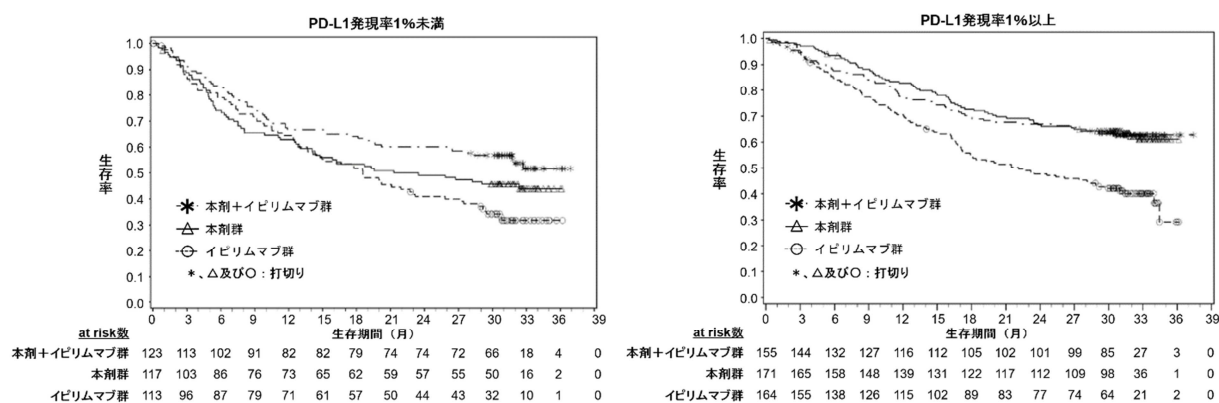 PD-L1発現率1%未満
生存率
1.0
0.9
0.8
0.7
0.6
0.5
0.4
0.3
0.2
0.1
0.0
本剤+イピリムマブ群
本剤群
イピリムマブ群
*、△及び○:打切り
0 3 6 9 12 15 18 21 24 27 30 33 36 39
at risk数
生存期間(月)
本剤+イピリムマブ群 123 113 102 91 82 82 79 74 74 72 66 18 4 0
本剤群 117 103 86 76 73 65 62 59 57 55 50 16 2 0
イピリムマブ群 113 96 87 79 71 61 57 50 44 43 32 10 1 0
PD-L1発現率1%以上
生存率
1.0
0.9
0.8
0.7
0.6
0.5
0.4
0.3
0.2
0.1
0.0
本剤+イピリムマブ群
本剤群
イピリムマブ群
*、△及び○:打切り
0 3 6 9 12 15 18 21 24 27 30 33 36 39
at risk数
生存期間(月)
本剤+イピリムマブ群 155 144 132 127 116 112 105 102 101 99 85 27 3 0
本剤群 171 165 158 148 139 131 122 117 112 109 98 36 1 0
イピリムマブ群 164 155 138 126 115 102 89 83 77 74 64 21 2 0